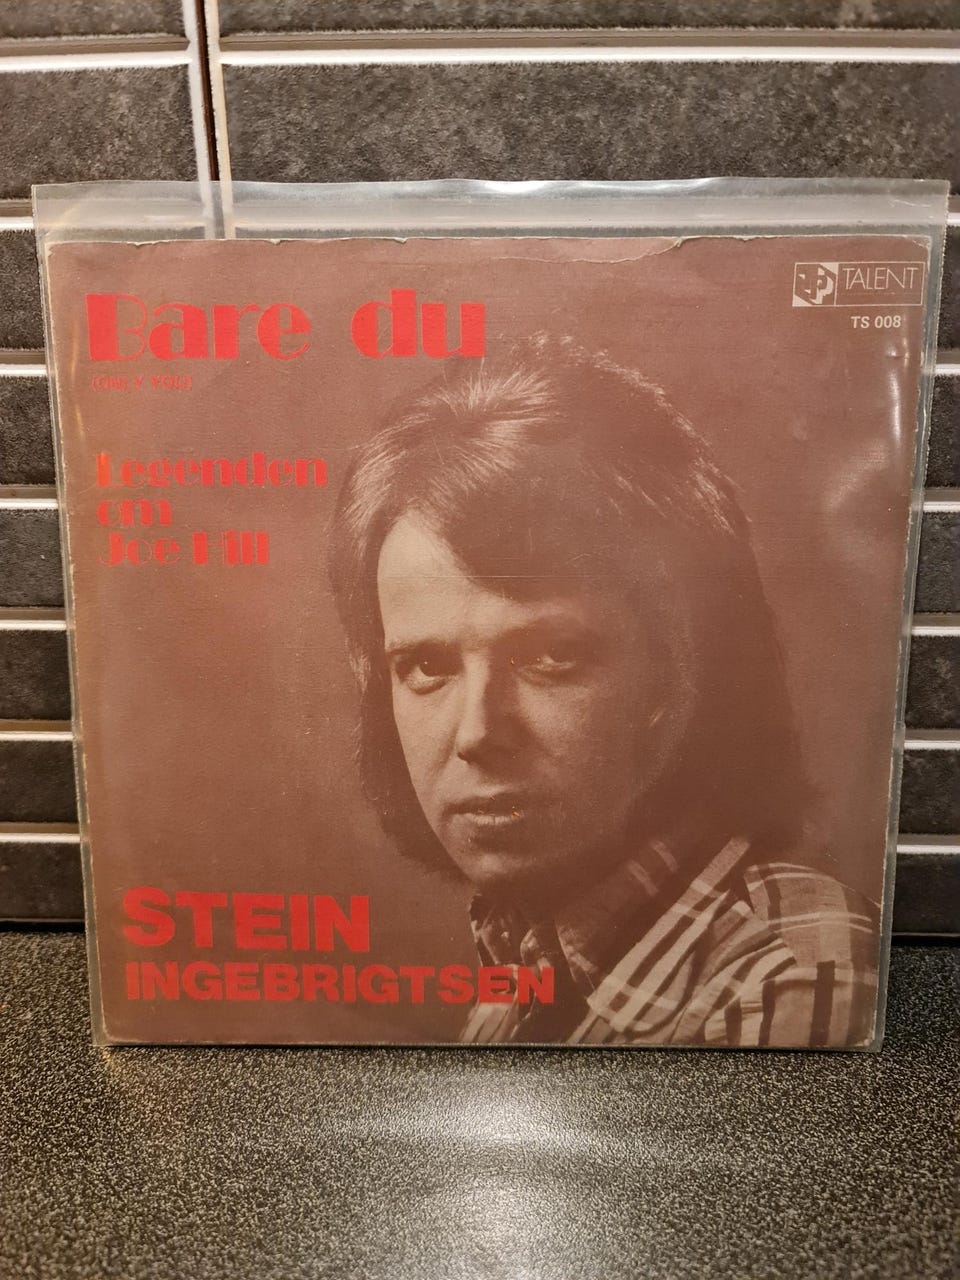 Bare du
TALENT
TS 008
(ONLY YOU)
Legenden
om
Joe Hill
STEIN
INGEBRIGTSEN